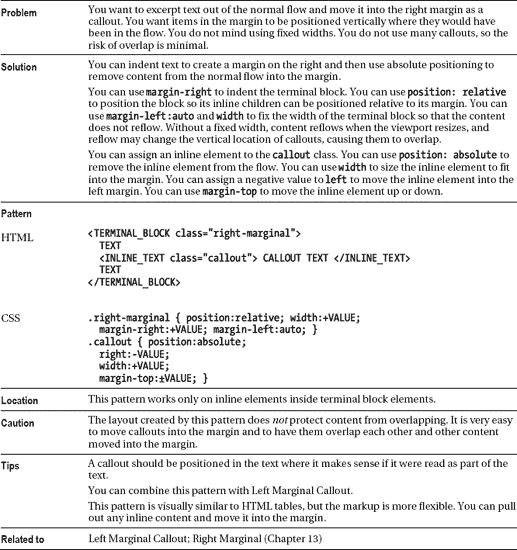 Problem
You want to excerpt text out of the normal flow and move it into the right margin as a
callout. You want items in the margin to be positioned vertically where they would have
been in the flow. You do not mind using fixed widths. You do not use many callouts, so the
risk of overlap is minimal.
Solution
You can indent text to create a margin on the right and then use absolute positioning to
remove content from the normal flow into the margin.
You can use margin-right to indent the terminal block. You can use position: relative
to position the block so its inline children can be positioned relative to its margin. You can
use margin-left:auto and width to fix the width of the terminal block so that the content
does not reflow. Without a fixed width, content reflows when the viewport resizes, and
reflow may change the vertical location of callouts, causing them to overlap.
You can assign an inline element to the callout class. You can use position: absolute to
remove the inline element from the flow. You can use width to size the inline element to fit
into the margin. You can assign a negative value to left to move the inline element into the
left margin. You can use margin-top to move the inline element up or down.
Pattern
HTML
<TERMINAL_BLOCK class="right-marginal">
TEXT
<INLINE_TEXT class="callout"> CALLOUT TEXT </INLINE_TEXT>
TEXT
</TERMINAL_BLOCK>
CSS
.right-marginal { position:relative; width:+VALUE;
margin-right:+VALUE; margin-left:auto; }
.callout { position:absolute;
right:-VALUE;
width:+VALUE;
margin-top:±VALUE; }
Location
This pattern works only on inline elements inside terminal block elements.
Caution
The layout created by this pattern does not protect content from overlapping. It is very easy
to move callouts into the margin and to have them overlap each other and other content
moved into the margin.
Tips
A callout should be positioned in the text where it makes sense if it were read as part of the
text.
You can combine this pattern with Left Marginal Callout.
This pattern is visually similar to HTML tables, but the markup is more flexible. You can pull
out any inline content and move it into the margin.
Related to
Left Marginal Callout; Right Marginal (Chapter 13)